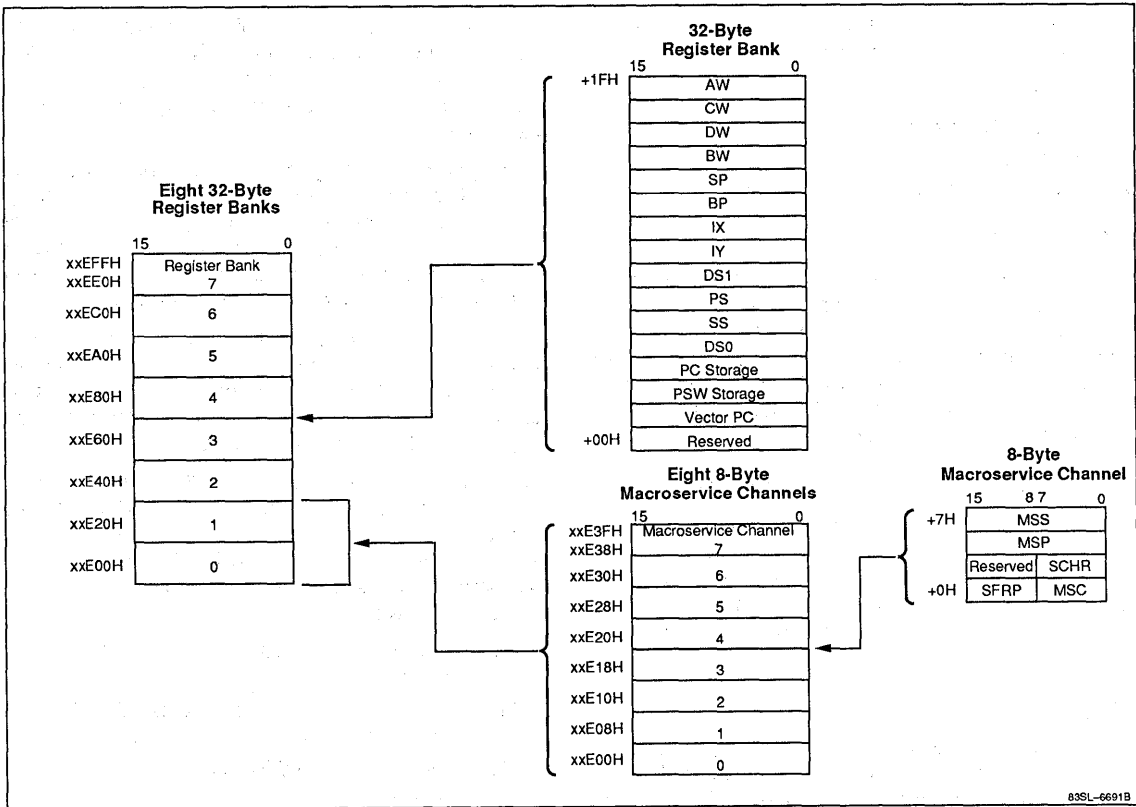 32-Byte
Register Bank
15 0
+1FH AW
CW
DW
BW
SP
BP
IX
IY
DS1
PS
SS
DS0
PC Storage
PSW Storage
Vector PC
+00H Reserved
Eight 32-Byte
Register Banks
15 0
xxEFFH Register Bank
xxEE0H 7
xxEC0H 6
xxEA0H 5
xxE80H 4
xxE60H 3
xxE40H 2
xxE20H 1
xxE00H 0
Eight 8-Byte
Macroservice Channels
15 0
xxE3FH Macroservice Channel
xxE38H 7
xxE30H 6
xxE28H 5
xxE20H 4
xxE18H 3
xxE10H 2
xxE08H 1
xxE00H 0
8-Byte
Macroservice Channel
15 8 7 0
+7H MSS
MSP
Reserved SCHR
+0H SFRP MSC
83SL-6691B